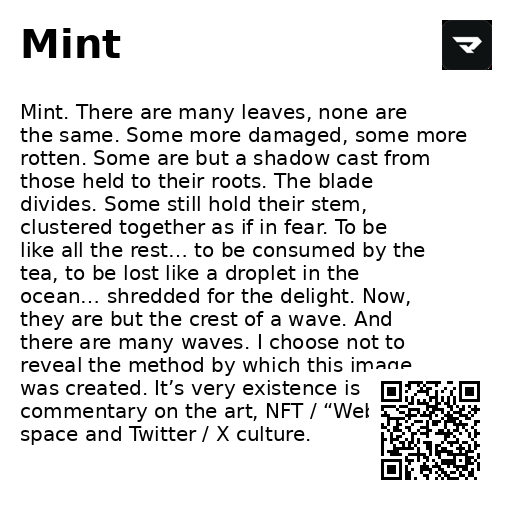 Mint
Mint. There are many leaves, none are
the same. Some more damaged, some more
rotten. Some are but a shadow cast from
those held to their roots. The blade
divides. Some still hold their stem,
clustered together as if in fear. To be
like all the rest... to be consumed by the
tea, to be lost like a droplet in the
ocean... shredded for the delight. Now,
they are but the crest of a wave. And
there are many waves. I choose not to
reveal the method by which this image
was created. It’s very existence is
commentary on the art, NFT / “Web
space and Twitter / X culture.